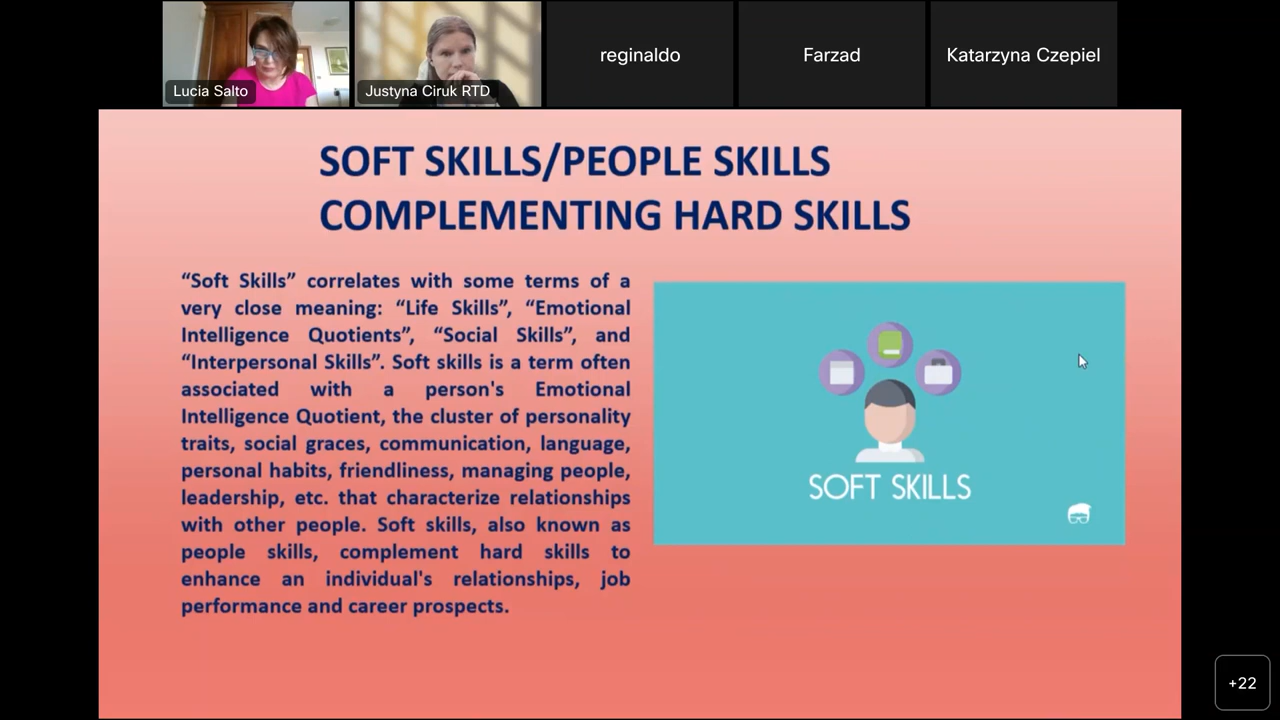 Lucia Salto
Justyna Ciruk RTD
reginaldo
Farzad
Katarzyna Czepiel
SOFT SKILLS/PEOPLE SKILLS
COMPLEMENTING HARD SKILLS
“Soft Skills” correlates with some terms of a
very close meaning: “Life Skills”, “Emotional
Intelligence Quotients”, “Social Skills”, and
“Interpersonal Skills”. Soft skills is a term often
associated with a person's Emotional
Intelligence Quotient, the cluster of personality
traits, social graces, communication, language,
personal habits, friendliness, managing people,
leadership, etc. that characterize relationships
with other people. Soft skills, also known as
people skills, complement hard skills to
enhance an individual's relationships, job
performance and career prospects.
SOFT SKILLS
+22